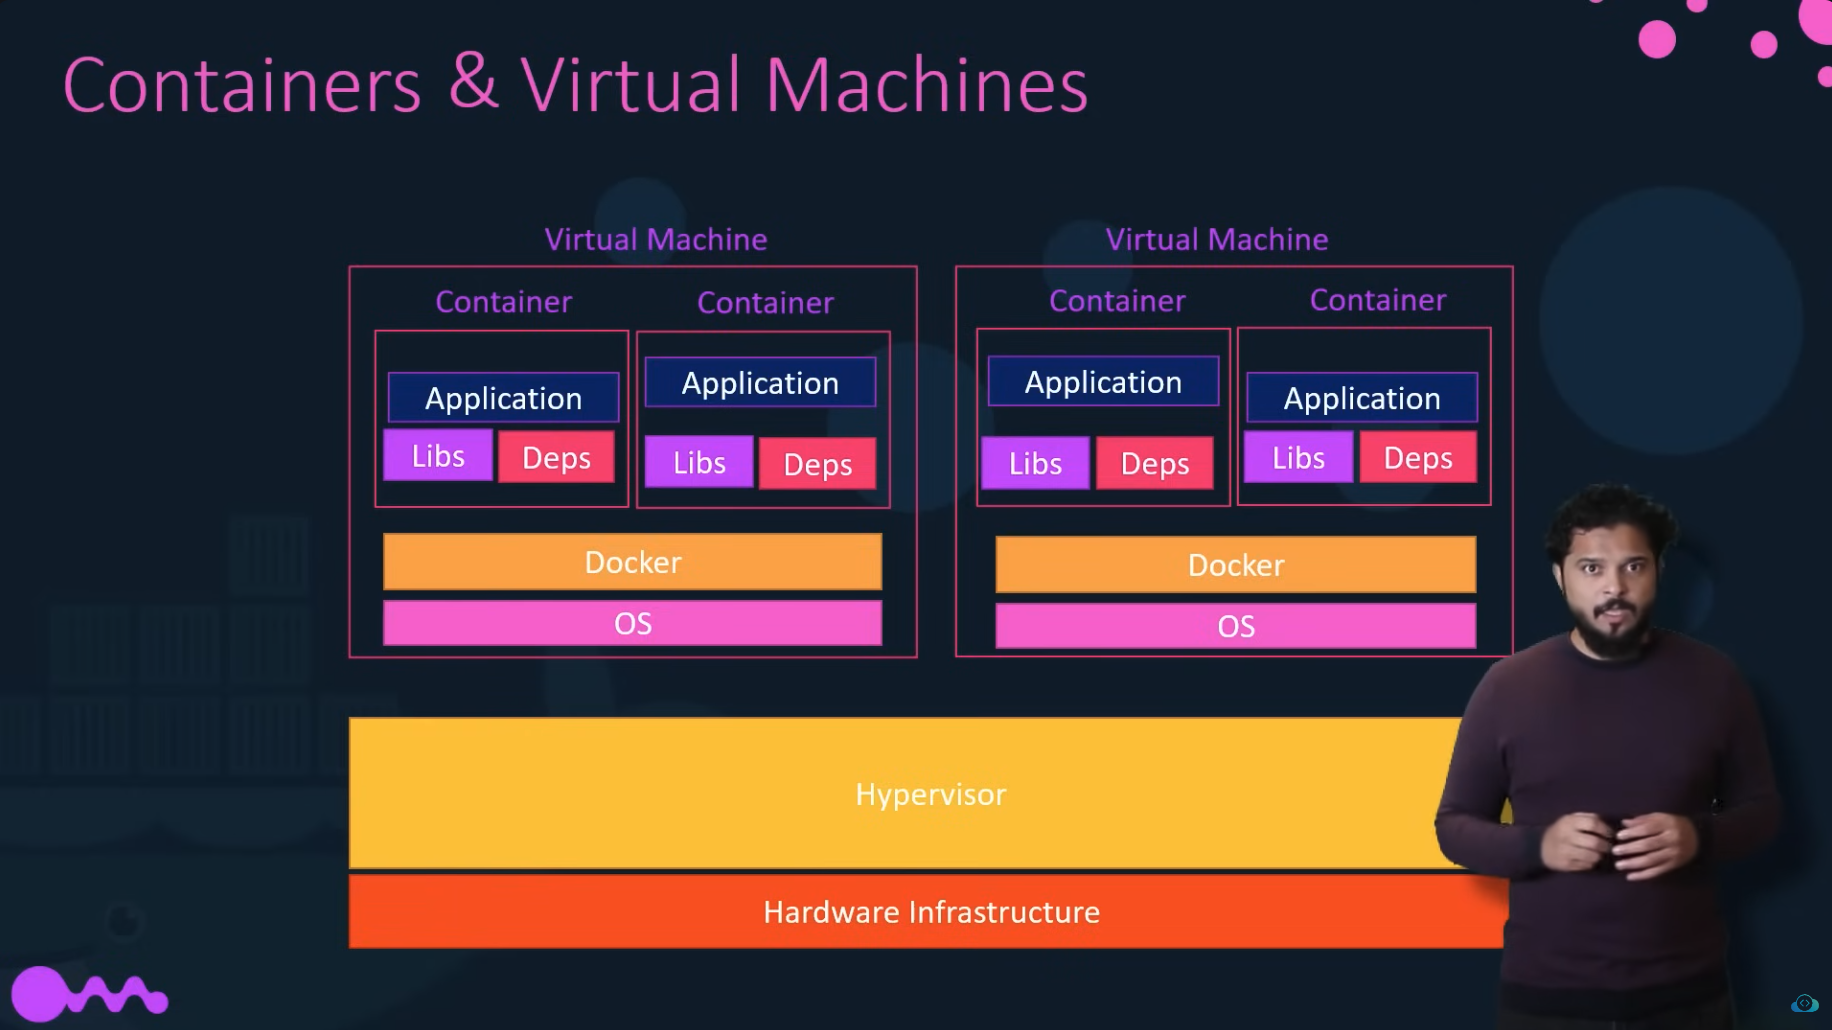 Containers & Virtual Machines
Virtual Machine
Virtual Machine
Container
Container
Container
Container
Application
Application
Application
Application
Libs
Deps
Libs
Deps
Libs
Deps
Libs
Deps
Docker
Docker
OS
OS
Hypervisor
Hardware Infrastructure